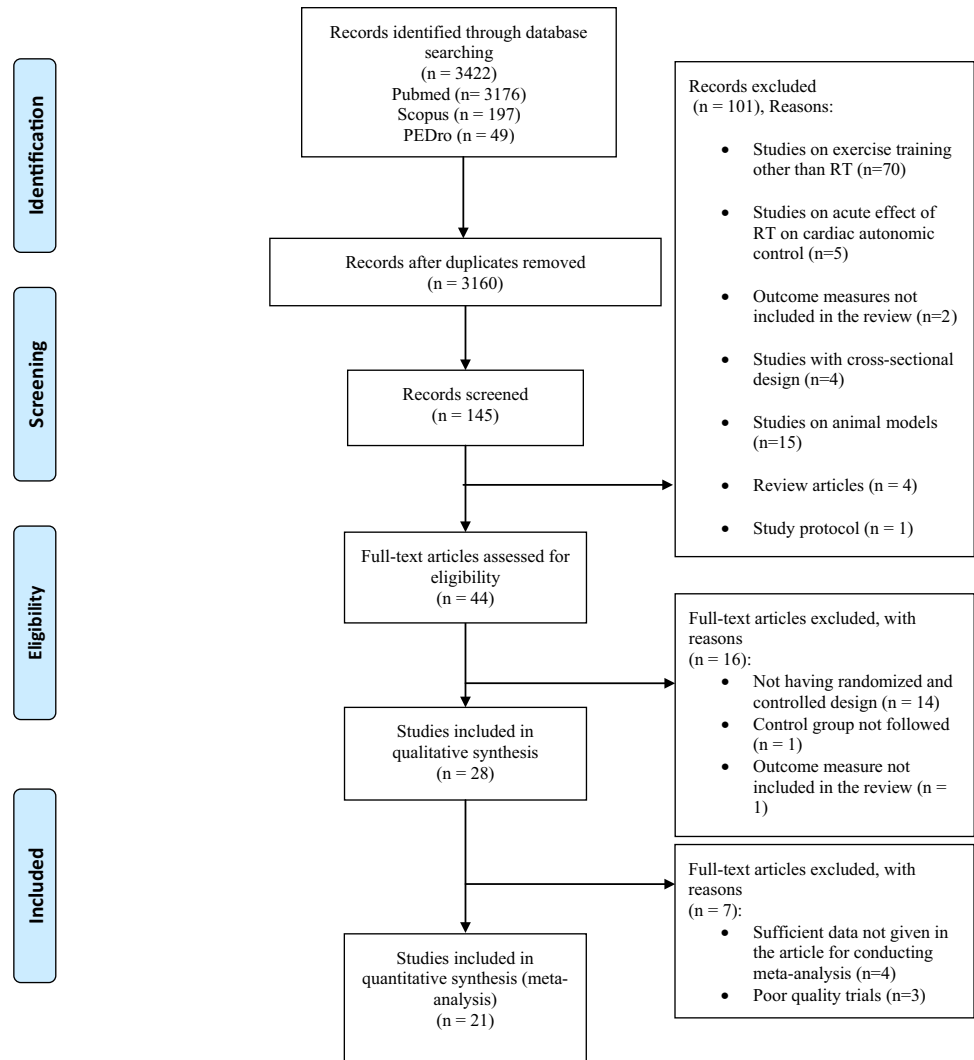 Records identified through database
searching
(n = 3422)
Pubmed (n= 3176)
Scopus (n = 197)
PEDro (n = 49)
Identification
Records after duplicates removed
(n = 3160)
Screening
Records screened
(n = 145)
Records excluded
(n = 101), Reasons:
• Studies on exercise training
other than RT (n=70)
• Studies on acute effect of
RT on cardiac autonomic
control (n=5)
• Outcome measures not
included in the review (n=2)
• Studies with cross-sectional
design (n=4)
• Studies on animal models
(n=15)
• Review articles (n = 4)
• Study protocol (n = 1)
Eligibility
Full-text articles assessed for
eligibility
(n = 44)
Full-text articles excluded, with
reasons
(n = 16):
• Not having randomized and
controlled design (n = 14)
• Control group not followed
(n = 1)
• Outcome measure not
included in the review (n =
1)
Studies included in
qualitative synthesis
(n = 28)
Included
Full-text articles excluded, with
reasons
(n = 7):
• Sufficient data not given in
the article for conducting
meta-analysis (n=4)
• Poor quality trials (n=3)
Studies included in
quantitative synthesis (meta-
analysis)
(n = 21)